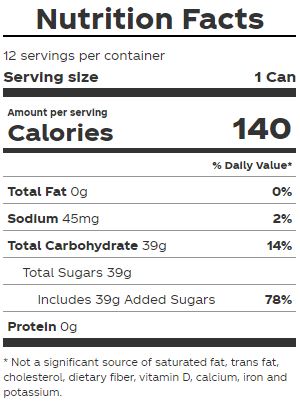 Nutrition Facts
12 servings per container
Serving size 1 Can
Amount per serving
Calories 140
% Daily Value*
Total Fat 0g 0%
Sodium 45mg 2%
Total Carbohydrate 39g 14%
Total Sugars 39g
Includes 39g Added Sugars 78%
Protein 0g
* Not a significant source of saturated fat, trans fat,
cholesterol, dietary fiber, vitamin D, calcium, iron and
potassium.